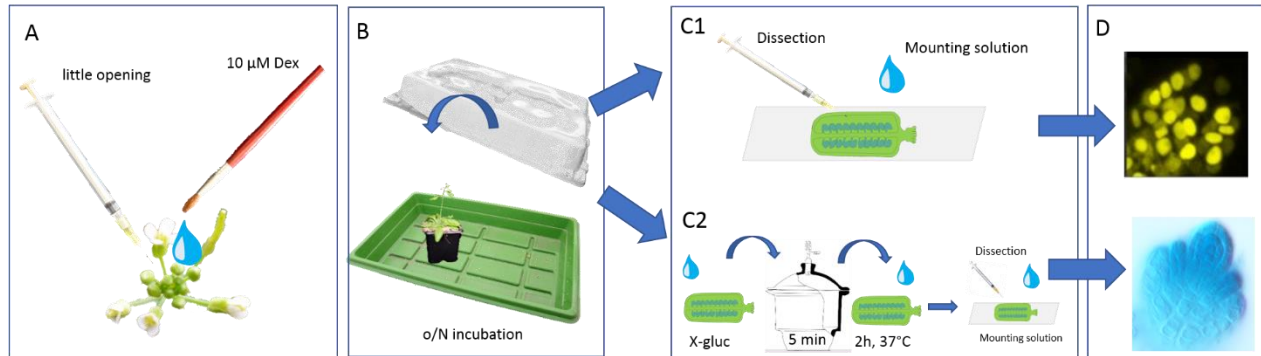 A
little opening
10 µM Dex
B
o/N incubation
C1
Dissection
Mounting solution
C2
X-gluc
5 min
2h, 37°C
Dissection
Mounting solution
D